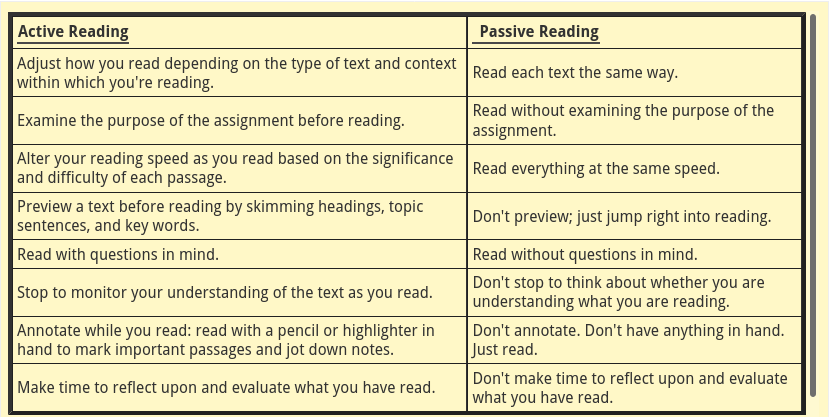 Active Reading
Passive Reading
Adjust how you read depending on the type of text and context
within which you're reading.
Read each text the same way.
Examine the purpose of the assignment before reading.
Read without examining the purpose of the
assignment.
Alter your reading speed as you read based on the significance
and difficulty of each passage.
Read everything at the same speed.
Preview a text before reading by skimming headings, topic
sentences, and key words.
Don't preview; just jump right into reading.
Read with questions in mind.
Read without questions in mind.
Stop to monitor your understanding of the text as you read.
Don't stop to think about whether you are
understanding what you are reading.
Annotate while you read: read with a pencil or highlighter in
hand to mark important passages and jot down notes.
Don't annotate. Don't have anything in hand.
Just read.
Make time to reflect upon and evaluate what you have read.
Don't make time to reflect upon and evaluate
what you have read.